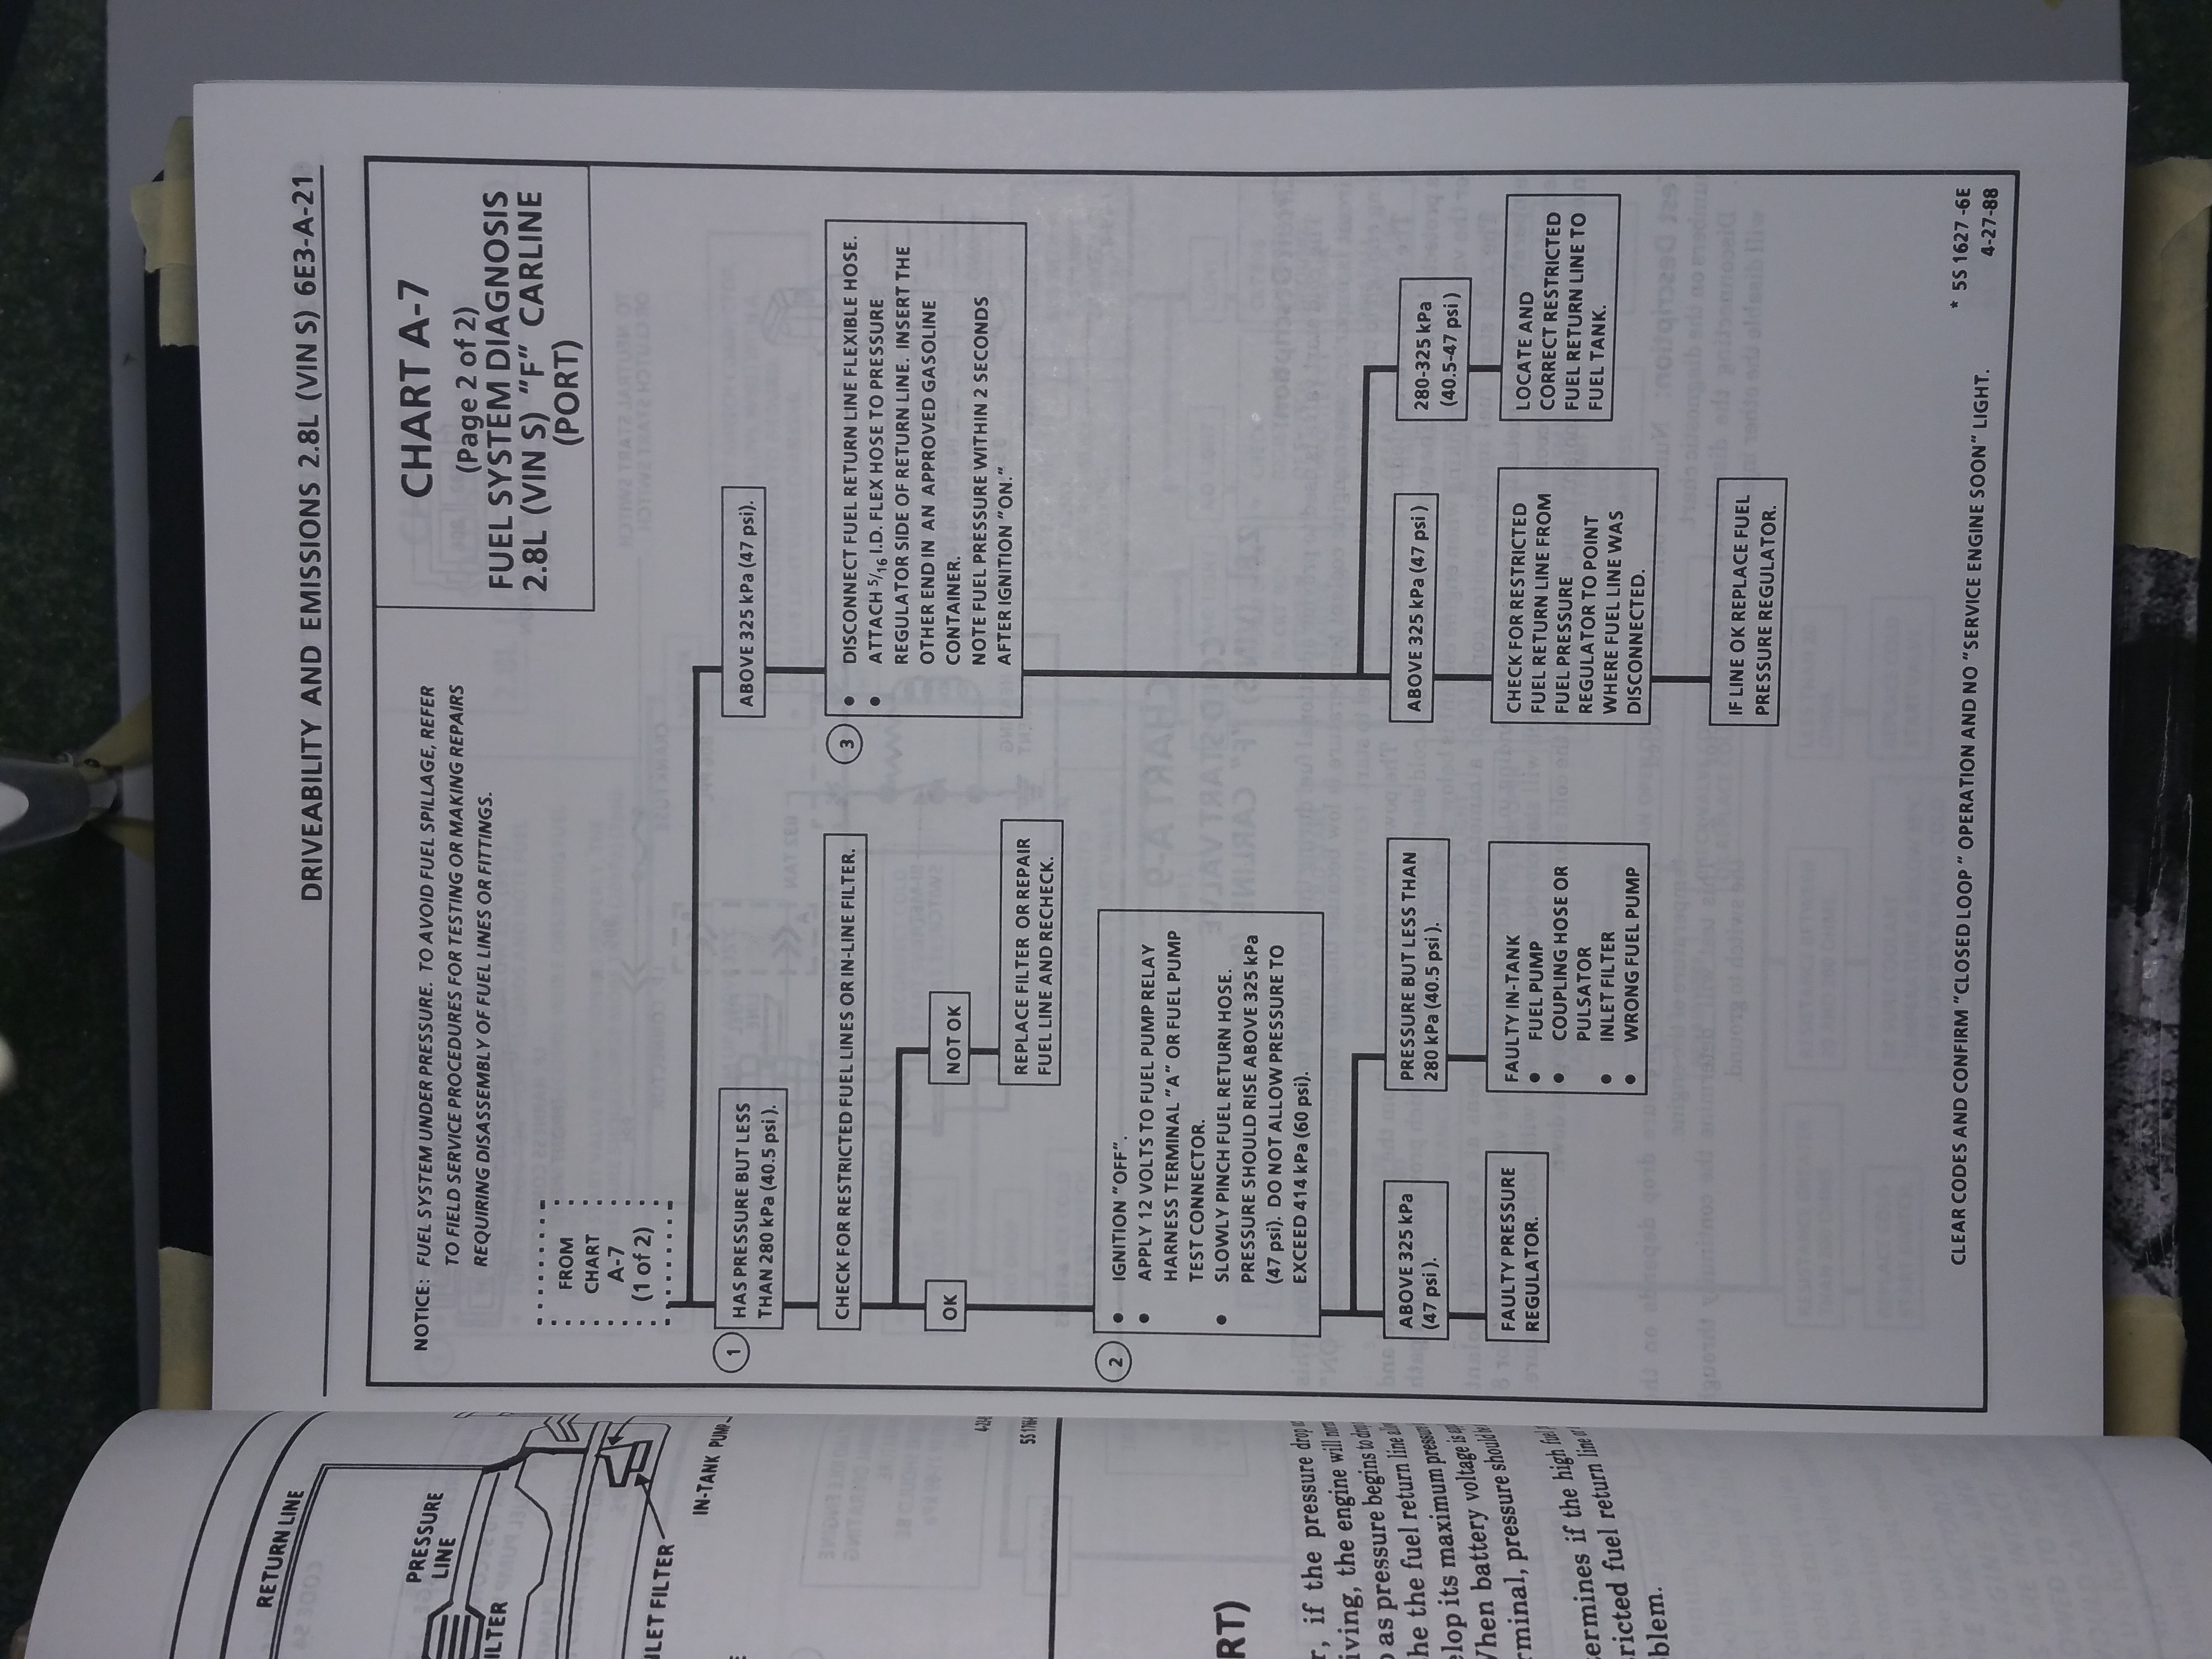 DRIVEABILITY AND EMISSIONS 2.8L (VIN S) 6E3-A-21
NOTICE: FUEL SYSTEM UNDER PRESSURE. TO AVOID FUEL SPILLAGE, REFER
TO FIELD SERVICE PROCEDURES FOR TESTING OR MAKING REPAIRS
REQUIRING DISASSEMBLY OF FUEL LINES OR FITTINGS.
CHART A-7
(Page 2 of 2)
FUEL SYSTEM DIAGNOSIS
2.8L (VIN S) "F" CARLINE
(PORT)
FROM
CHART
A-7
(1 of 2)
1
HAS PRESSURE BUT LESS
THAN 280 kPa (40.5 psi).
CHECK FOR RESTRICTED FUEL LINES OR IN-LINE FILTER.
OK
NOT OK
REPLACE FILTER OR REPAIR
FUEL LINE AND RECHECK.
2
• IGNITION "OFF".
• APPLY 12 VOLTS TO FUEL PUMP RELAY
HARNESS TERMINAL "A" OR FUEL PUMP
TEST CONNECTOR.
• SLOWLY PINCH FUEL RETURN HOSE.
PRESSURE SHOULD RISE ABOVE 325 kPa
(47 psi). DO NOT ALLOW PRESSURE TO
EXCEED 414 kPa (60 psi).
ABOVE 325 kPa
(47 psi).
FAULTY PRESSURE
REGULATOR.
PRESSURE BUT LESS THAN
280 kPa (40.5 psi).
FAULTY IN-TANK
• FUEL PUMP
• COUPLING HOSE OR
PULSATOR
• INLET FILTER
• WRONG FUEL PUMP
ABOVE 325 kPa (47 psi).
3
• DISCONNECT FUEL RETURN LINE FLEXIBLE HOSE.
• ATTACH 5/16 I.D. FLEX HOSE TO PRESSURE
REGULATOR SIDE OF RETURN LINE. INSERT THE
OTHER END IN AN APPROVED GASOLINE
CONTAINER.
NOTE FUEL PRESSURE WITHIN 2 SECONDS
AFTER IGNITION "ON."
ABOVE 325 kPa (47 psi)
CHECK FOR RESTRICTED
FUEL RETURN LINE FROM
FUEL PRESSURE
REGULATOR TO POINT
WHERE FUEL LINE WAS
DISCONNECTED.
IF LINE OK REPLACE FUEL
PRESSURE REGULATOR.
280-325 kPa
(40.5-47 psi)
LOCATE AND
CORRECT RESTRICTED
FUEL RETURN LINE TO
FUEL TANK.
CLEAR CODES AND CONFIRM "CLOSED LOOP" OPERATION AND NO "SERVICE ENGINE SOON" LIGHT.
* 5S 1627-6E
4-27-88
RETURN LINE
PRESSURE
LINE
IN-TANK PUMP
if the pressure drop
the engine will
as pressure begins to
the fuel return line
its maximum
When battery voltage is
pressure should
if the high
fuel return line